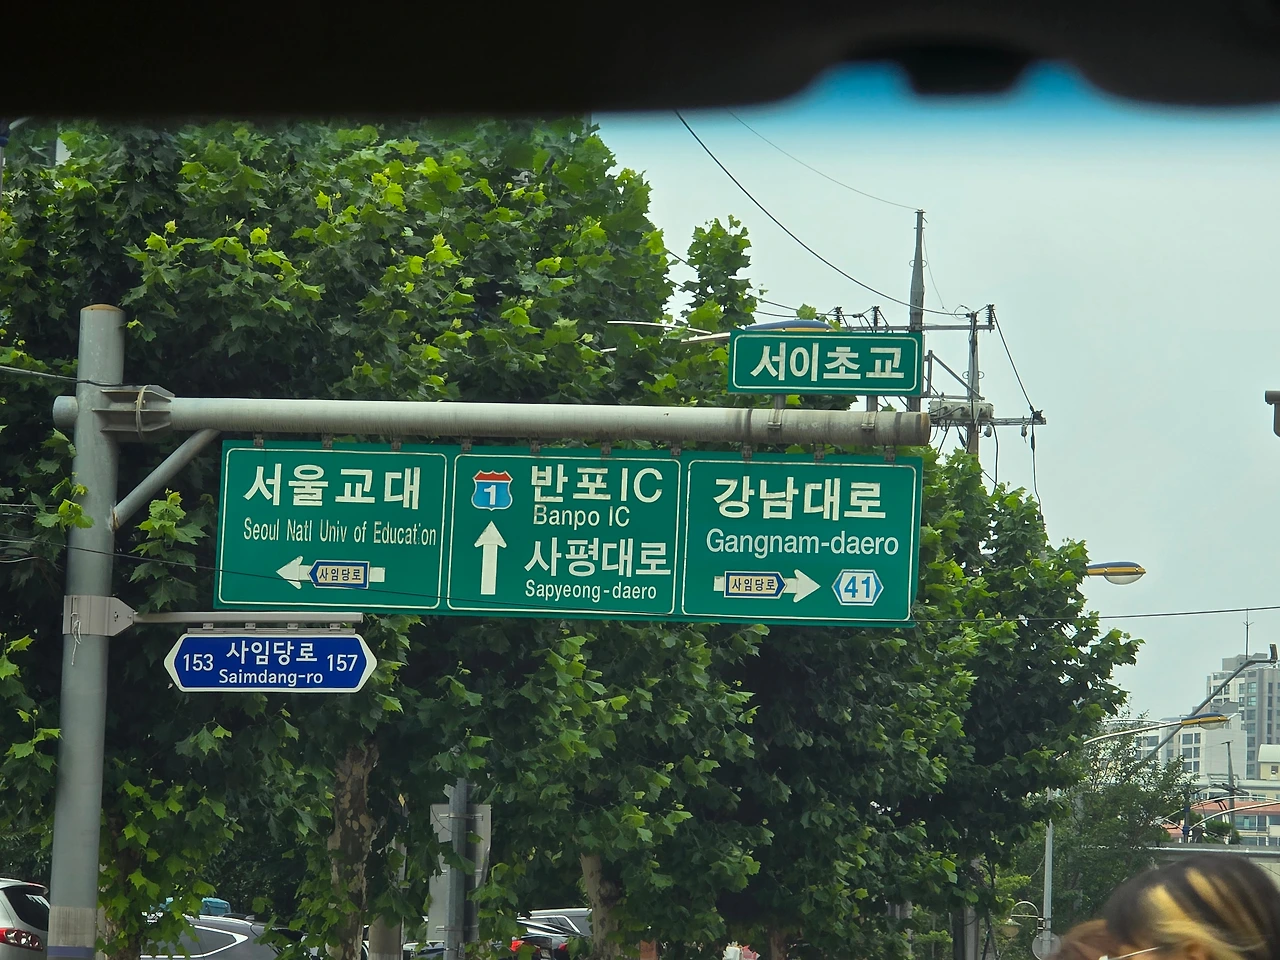 서이초교
서울교대
Seoul Natl Univ of Education
사임당로
1
반포IC
Banpo IC
사평대로
Sapyeong-daero
강남대로
Gangnam-daero
사임당로
41
153 사임당로 157
Saimdang-ro